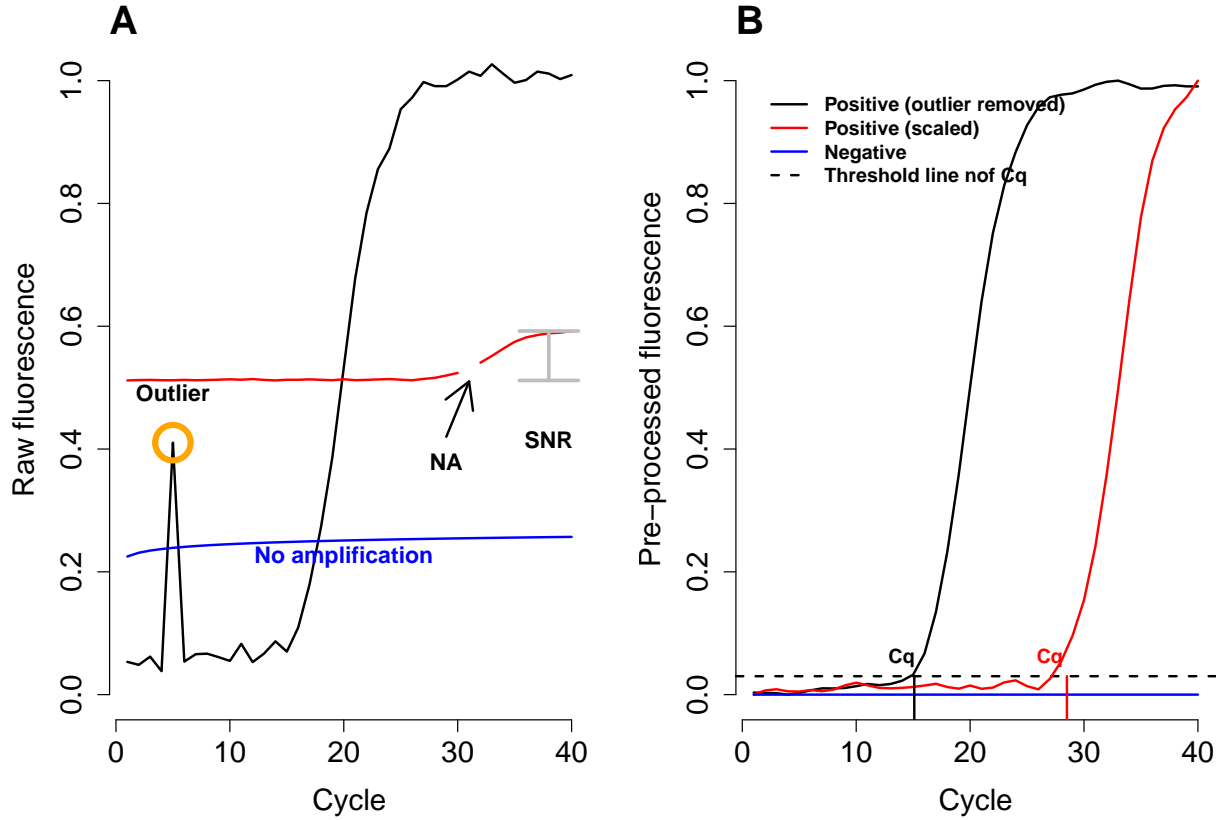 A
Raw fluorescence
1.0
0.8
0.6
0.4
0.2
0.0
Outlier
NA
SNR
No amplification
0 10 20 30 40
Cycle
B
Pre−processed fluorescence
1.0
0.8
0.6
0.4
0.2
0.0
Positive (outlier removed)
Positive (scaled)
Negative
Threshold line nof Cq
Cq Cq
0 10 20 30 40
Cycle